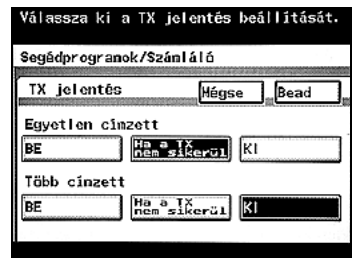 Válassza ki a TX jelentés beállítását.
Segédprogramok/Számláló
TX jelentés
Mégse
Bead
Egyetlen címzett
BE
Ha a TX
nem sikerül
KI
Több címzett
BE
Ha a TX
nem sikerül
KI